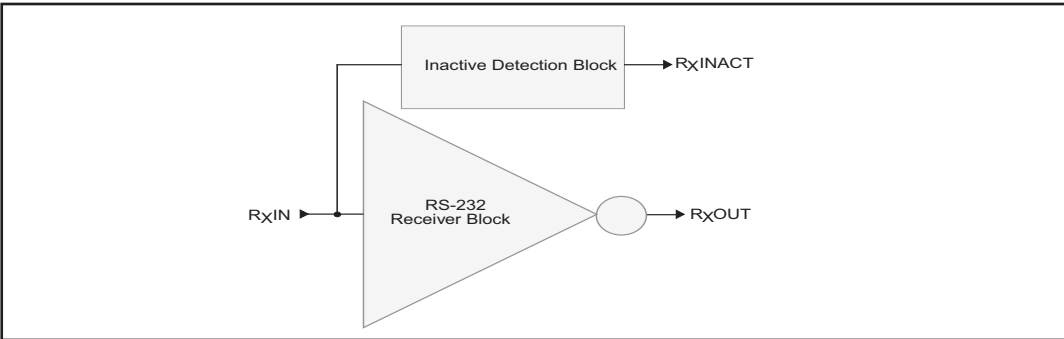 Inactive Detection Block
RXINACT
RS-232
Receiver Block
RXIN
RXOUT